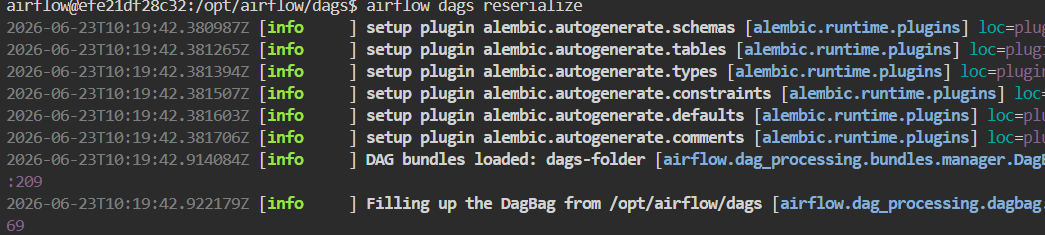 airflow@efe21df28c32:/opt/airflow/dags$ airflow dags reserialize
2026-06-23T10:19:42.380987Z [info     ] setup plugin alembic.autogenerate.schemas [alembic.runtime.plugins] loc=plug
2026-06-23T10:19:42.381265Z [info     ] setup plugin alembic.autogenerate.tables [alembic.runtime.plugins] loc=plugi
2026-06-23T10:19:42.381394Z [info     ] setup plugin alembic.autogenerate.types [alembic.runtime.plugins] loc=plugin
2026-06-23T10:19:42.381507Z [info     ] setup plugin alembic.autogenerate.constraints [alembic.runtime.plugins] loc
2026-06-23T10:19:42.381603Z [info     ] setup plugin alembic.autogenerate.defaults [alembic.runtime.plugins] loc=pl
2026-06-23T10:19:42.381706Z [info     ] setup plugin alembic.autogenerate.comments [alembic.runtime.plugins] loc=pl
2026-06-23T10:19:42.914084Z [info     ] DAG bundles loaded: dags-folder [airflow.dag_processing.bundles.manager.DagB
:209
2026-06-23T10:19:42.922179Z [info     ] Filling up the DagBag from /opt/airflow/dags [airflow.dag_processing.dagbag.
69